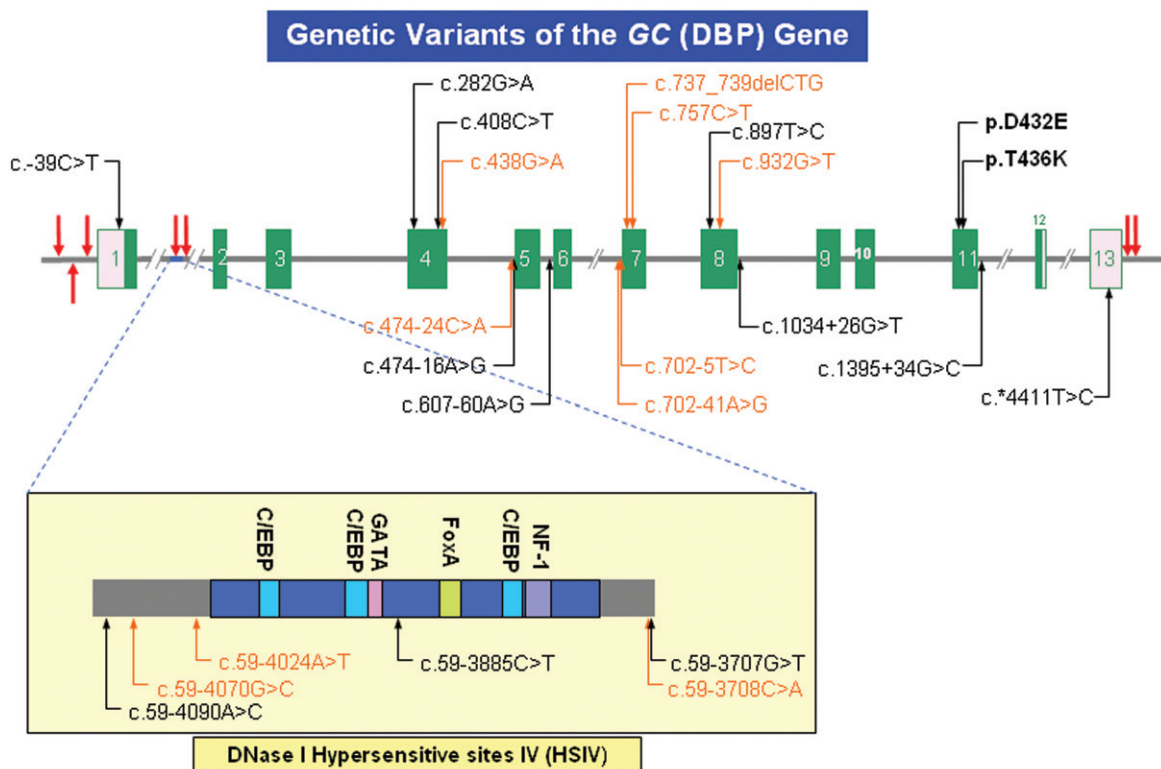 Genetic Variants of the GC (DBP) Gene
c.282G>A
c.737_739delCTG
c.757C>T
c.408C>T
c.897T>C
p.D432E
c.-39C>T
c.438G>A
c.932G>T
p.T436K
12
1
2
3
4
5
6
7
8
9
10
11
13
c.474-24C>A
c.1034+26G>T
c.474-16A>G
c.702-5T>C
c.1395+34G>C
c.607-60A>G
c.702-41A>G
c.*4411T>C
C/EBP
C/EBP
GATA
FoxA
C/EBP
NF-1
c.59-4024A>T
c.59-3885C>T
c.59-3707G>T
c.59-4070G>C
c.59-3708C>A
c.59-4090A>C
DNase I Hypersensitive sites IV (HSIV)